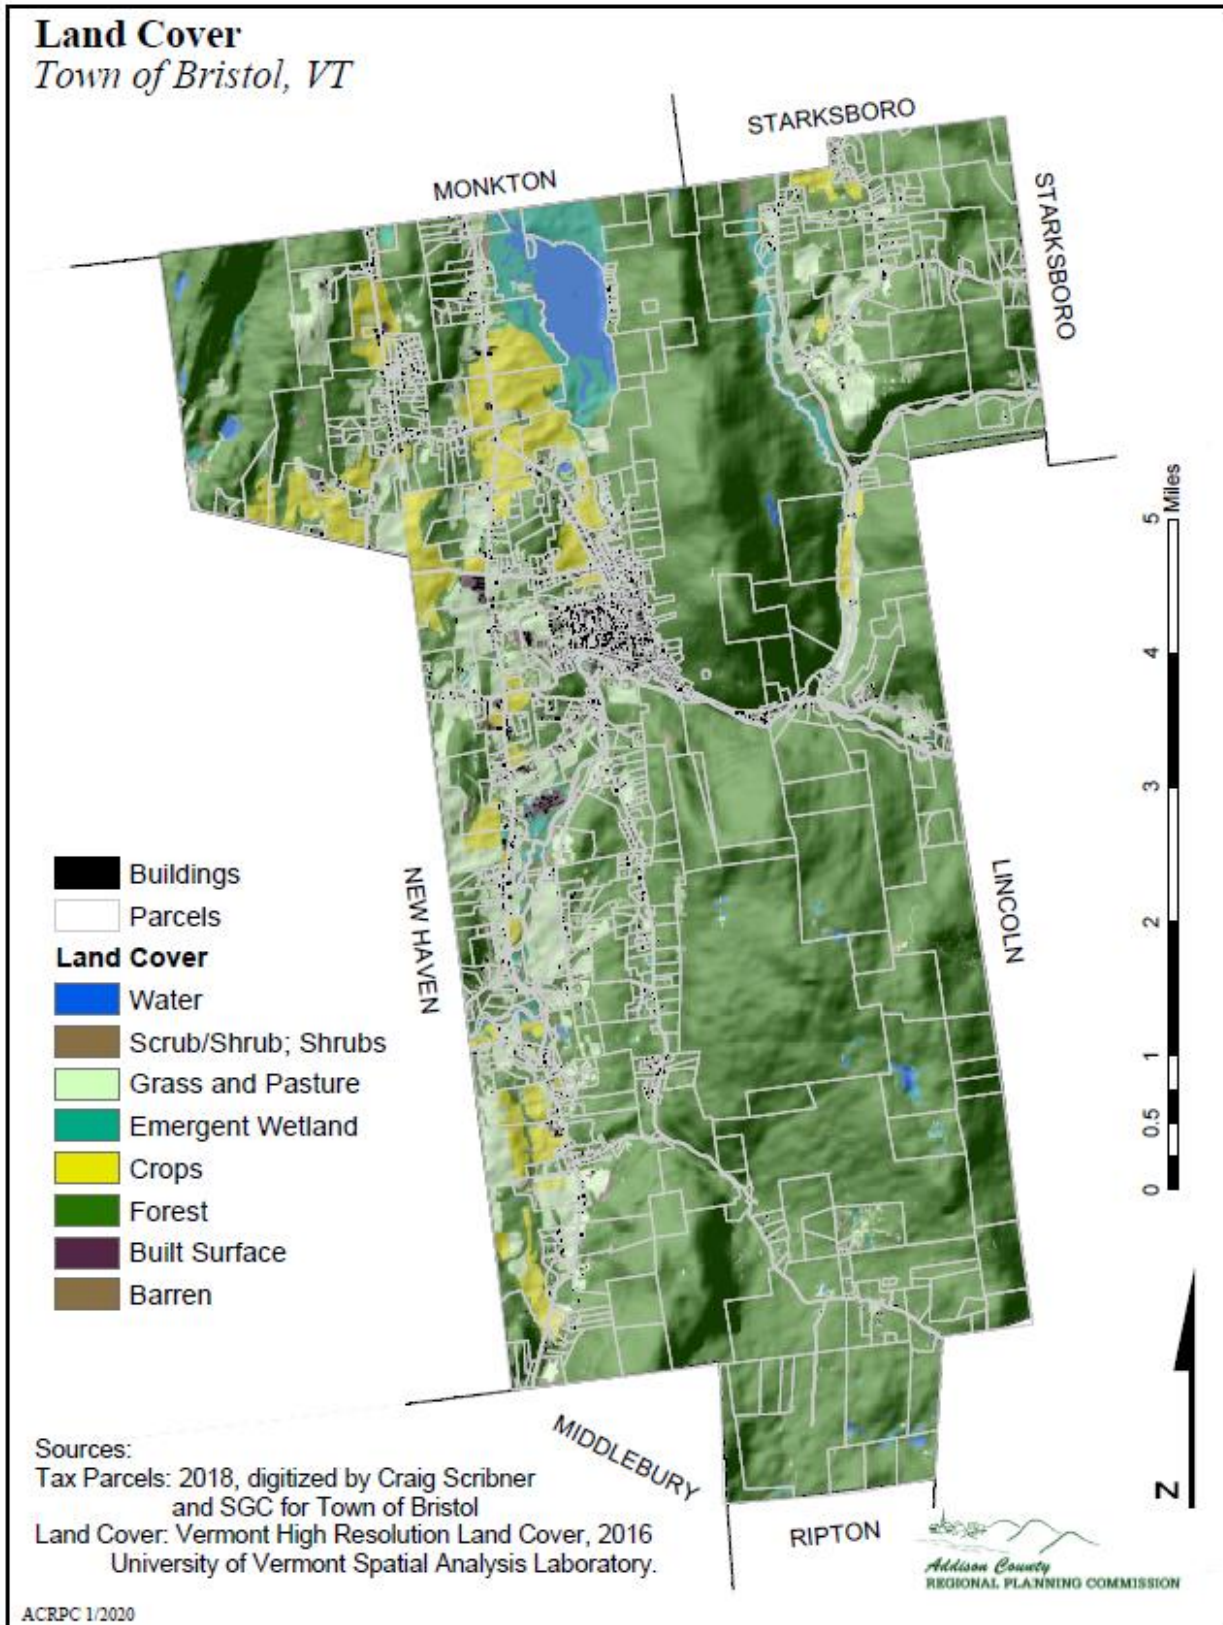 Land Cover
Town of Bristol, VT
STARKSBORO
MONKTON
STARKSBORO
5 Miles
4
3
2
1
0.5
0
LINCOLN
NEW HAVEN
Buildings
Parcels
Land Cover
Water
Scrub/Shrub; Shrubs
Grass and Pasture
Emergent Wetland
Crops
Forest
Built Surface
Barren
MIDDLEBURY
RIPTON
N
Sources:
Tax Parcels: 2018, digitized by Craig Scribner
and SGC for Town of Bristol
Land Cover: Vermont High Resolution Land Cover, 2016
University of Vermont Spatial Analysis Laboratory.
Addison County
REGIONAL PLANNING COMMISSION
ACRPC 1/2020